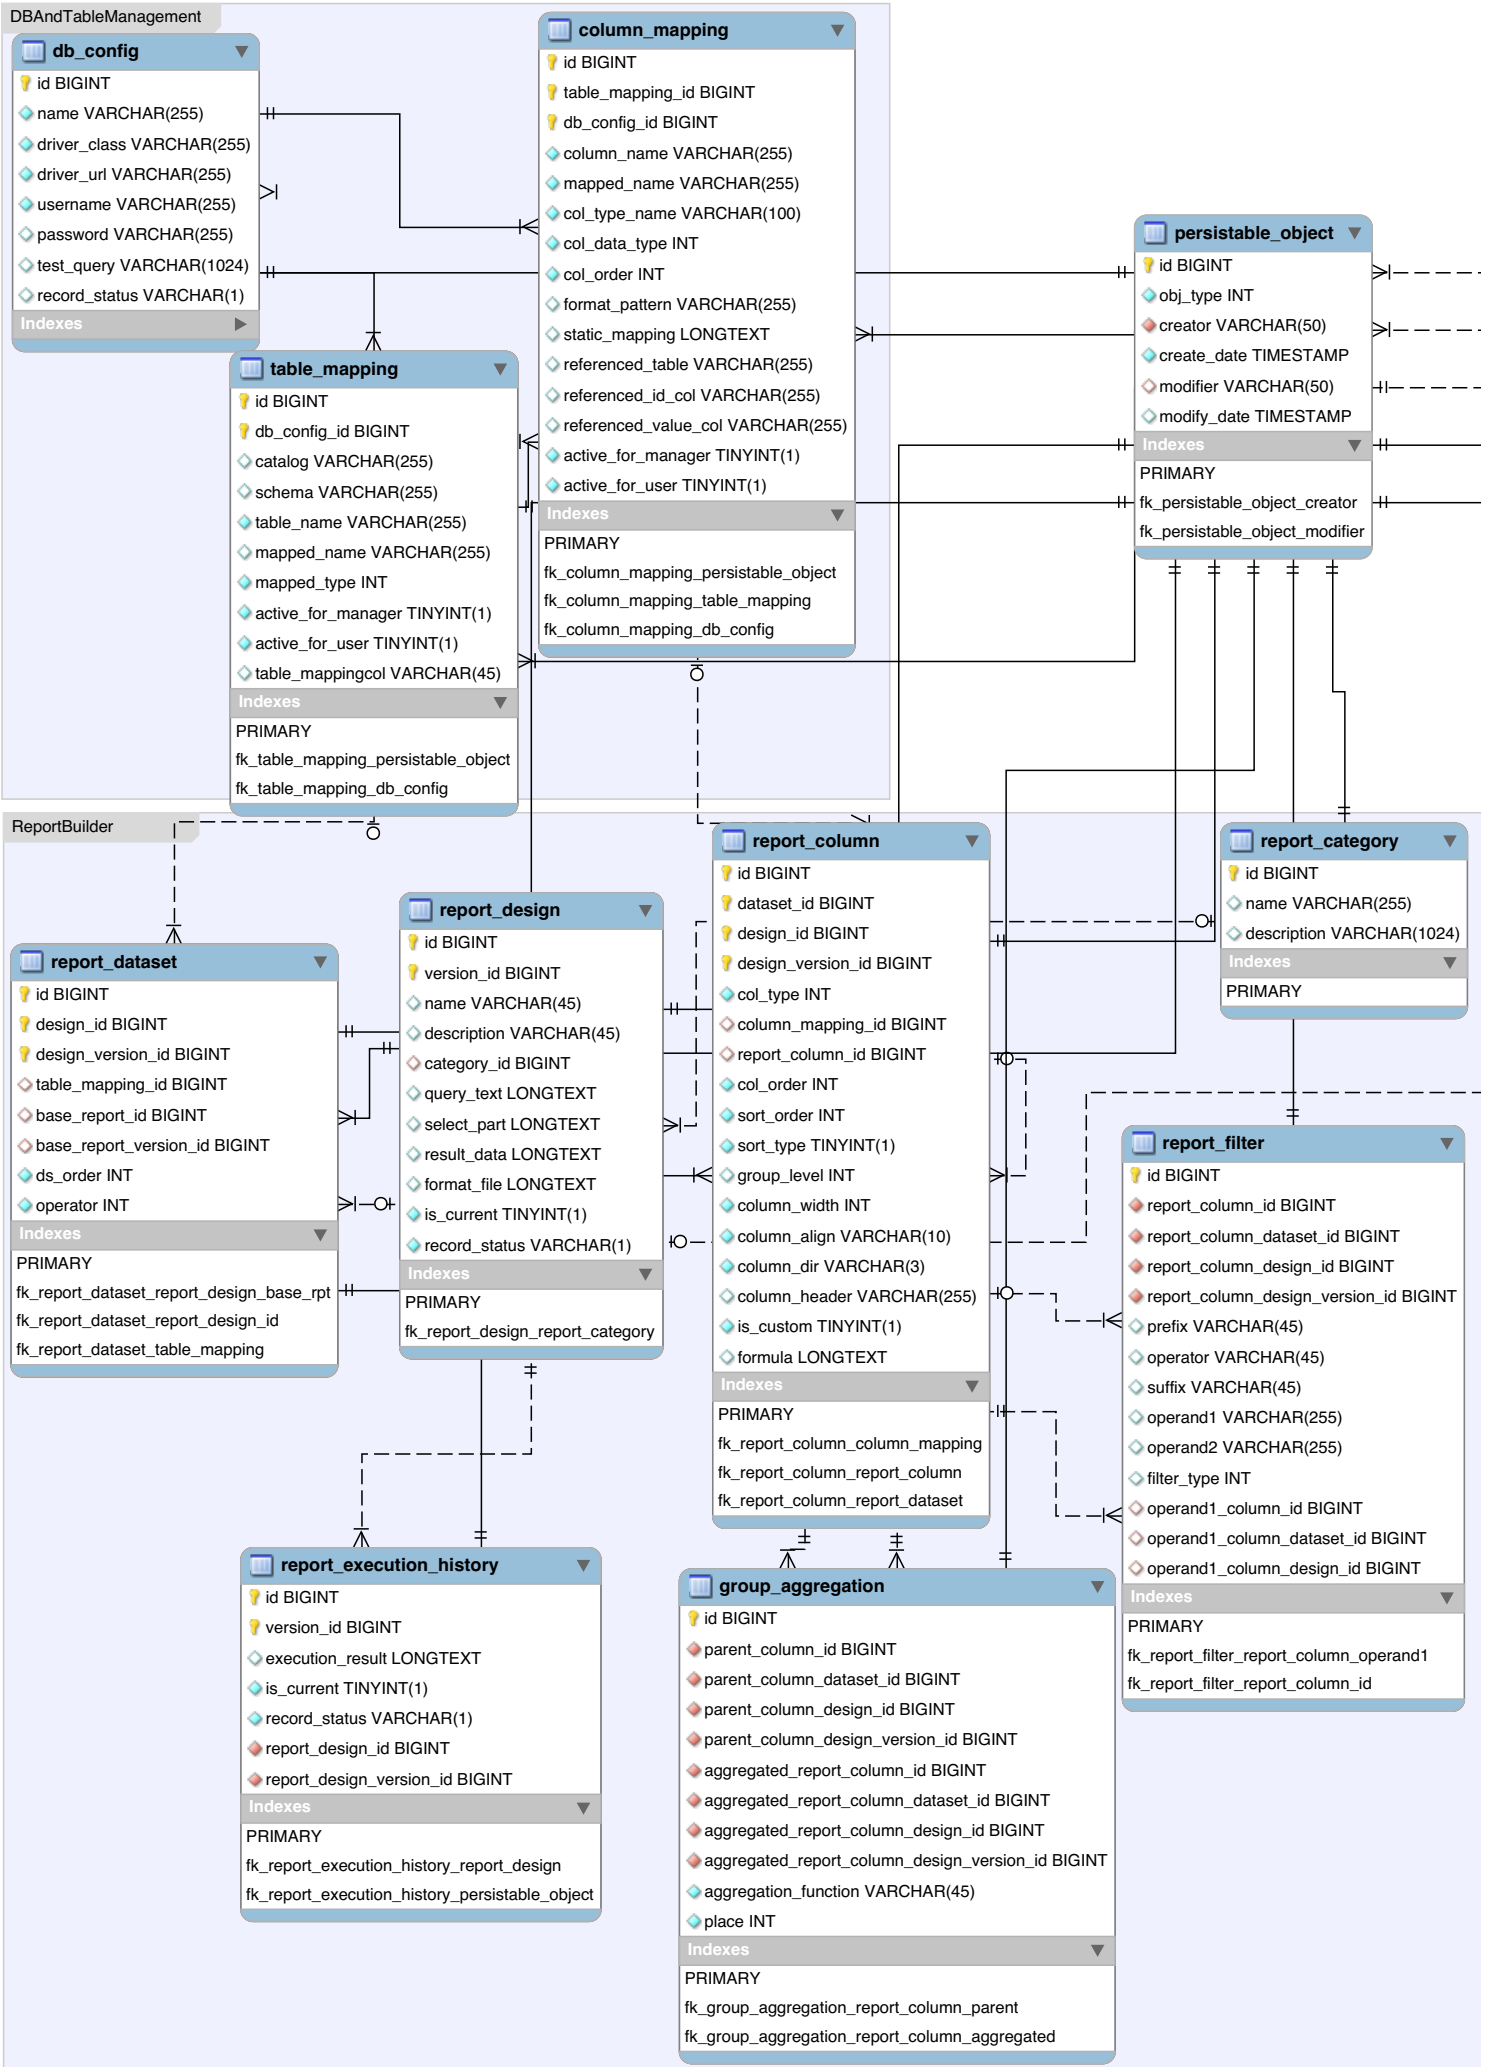 DBAndTableManagement
db_config
id BIGINT
name VARCHAR(255)
driver_class VARCHAR(255)
driver_url VARCHAR(255)
username VARCHAR(255)
password VARCHAR(255)
test_query VARCHAR(1024)
record_status VARCHAR(1)
Indexes
column_mapping
id BIGINT
table_mapping_id BIGINT
db_config_id BIGINT
column_name VARCHAR(255)
mapped_name VARCHAR(255)
col_type_name VARCHAR(100)
col_data_type INT
col_order INT
format_pattern VARCHAR(255)
static_mapping LONGTEXT
referenced_table VARCHAR(255)
referenced_id_col VARCHAR(255)
referenced_value_col VARCHAR(255)
active_for_manager TINYINT(1)
active_for_user TINYINT(1)
Indexes
PRIMARY
fk_column_mapping_persistable_object
fk_column_mapping_table_mapping
fk_column_mapping_db_config
persistable_object
id BIGINT
obj_type INT
creator VARCHAR(50)
create_date TIMESTAMP
modifier VARCHAR(50)
modify_date TIMESTAMP
Indexes
PRIMARY
fk_persistable_object_creator
fk_persistable_object_modifier
table_mapping
id BIGINT
db_config_id BIGINT
catalog VARCHAR(255)
schema VARCHAR(255)
table_name VARCHAR(255)
mapped_name VARCHAR(255)
mapped_type INT
active_for_manager TINYINT(1)
active_for_user TINYINT(1)
table_mappingcol VARCHAR(45)
Indexes
PRIMARY
fk_table_mapping_persistable_object
fk_table_mapping_db_config
ReportBuilder
report_dataset
id BIGINT
design_id BIGINT
design_version_id BIGINT
table_mapping_id BIGINT
base_report_id BIGINT
base_report_version_id BIGINT
ds_order INT
operator INT
Indexes
PRIMARY
fk_report_dataset_report_design_base_rpt
fk_report_dataset_report_design_id
fk_report_dataset_table_mapping
report_design
id BIGINT
version_id BIGINT
name VARCHAR(45)
description VARCHAR(45)
category_id BIGINT
query_text LONGTEXT
select_part LONGTEXT
result_data LONGTEXT
format_file LONGTEXT
is_current TINYINT(1)
record_status VARCHAR(1)
Indexes
PRIMARY
fk_report_design_report_category
report_column
id BIGINT
dataset_id BIGINT
design_id BIGINT
design_version_id BIGINT
col_type INT
column_mapping_id BIGINT
report_column_id BIGINT
col_order INT
sort_order INT
sort_type TINYINT(1)
group_level INT
column_width INT
column_align VARCHAR(10)
column_dir VARCHAR(3)
column_header VARCHAR(255)
is_custom TINYINT(1)
formula LONGTEXT
Indexes
PRIMARY
fk_report_column_column_mapping
fk_report_column_report_column
fk_report_column_report_dataset
report_category
id BIGINT
name VARCHAR(255)
description VARCHAR(1024)
Indexes
PRIMARY
report_filter
id BIGINT
report_column_id BIGINT
report_column_dataset_id BIGINT
report_column_design_id BIGINT
report_column_design_version_id BIGINT
prefix VARCHAR(45)
operator VARCHAR(45)
suffix VARCHAR(45)
operand1 VARCHAR(255)
operand2 VARCHAR(255)
filter_type INT
operand1_column_id BIGINT
operand1_column_dataset_id BIGINT
operand1_column_design_id BIGINT
Indexes
PRIMARY
fk_report_filter_report_column_operand1
fk_report_filter_report_column_id
report_execution_history
id BIGINT
version_id BIGINT
execution_result LONGTEXT
is_current TINYINT(1)
record_status VARCHAR(1)
report_design_id BIGINT
report_design_version_id BIGINT
Indexes
PRIMARY
fk_report_execution_history_report_design
fk_report_execution_history_persistable_object
group_aggregation
id BIGINT
parent_column_id BIGINT
parent_column_dataset_id BIGINT
parent_column_design_id BIGINT
parent_column_design_version_id BIGINT
aggregated_report_column_id BIGINT
aggregated_report_column_dataset_id BIGINT
aggregated_report_column_design_id BIGINT
aggregated_report_column_design_version_id BIGINT
aggregation_function VARCHAR(45)
place INT
Indexes
PRIMARY
fk_group_aggregation_report_column_parent
fk_group_aggregation_report_column_aggregated